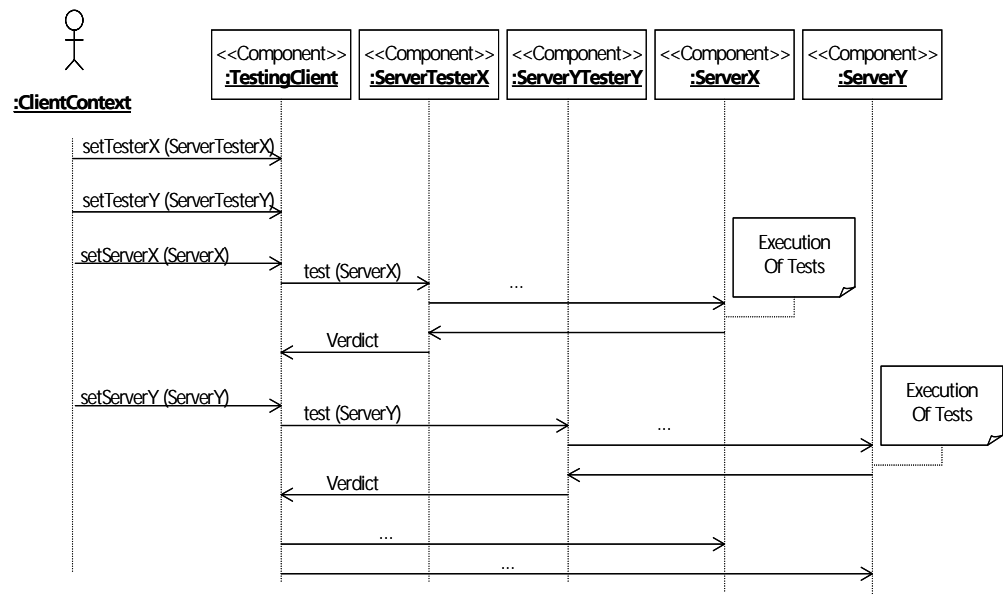 <<Component>>
:TestingClient
<<Component>>
:ServerTesterX
<<Component>>
:ServerYTesterY
<<Component>>
:ServerX
<<Component>>
:ServerY
:ClientContext
setTesterX (ServerTesterX)
setTesterY (ServerTesterY)
setServerX (ServerX)
test (ServerX)
...
Execution
Of Tests
Verdict
setServerY (ServerY)
test (ServerY)
...
Execution
Of Tests
Verdict
...
...